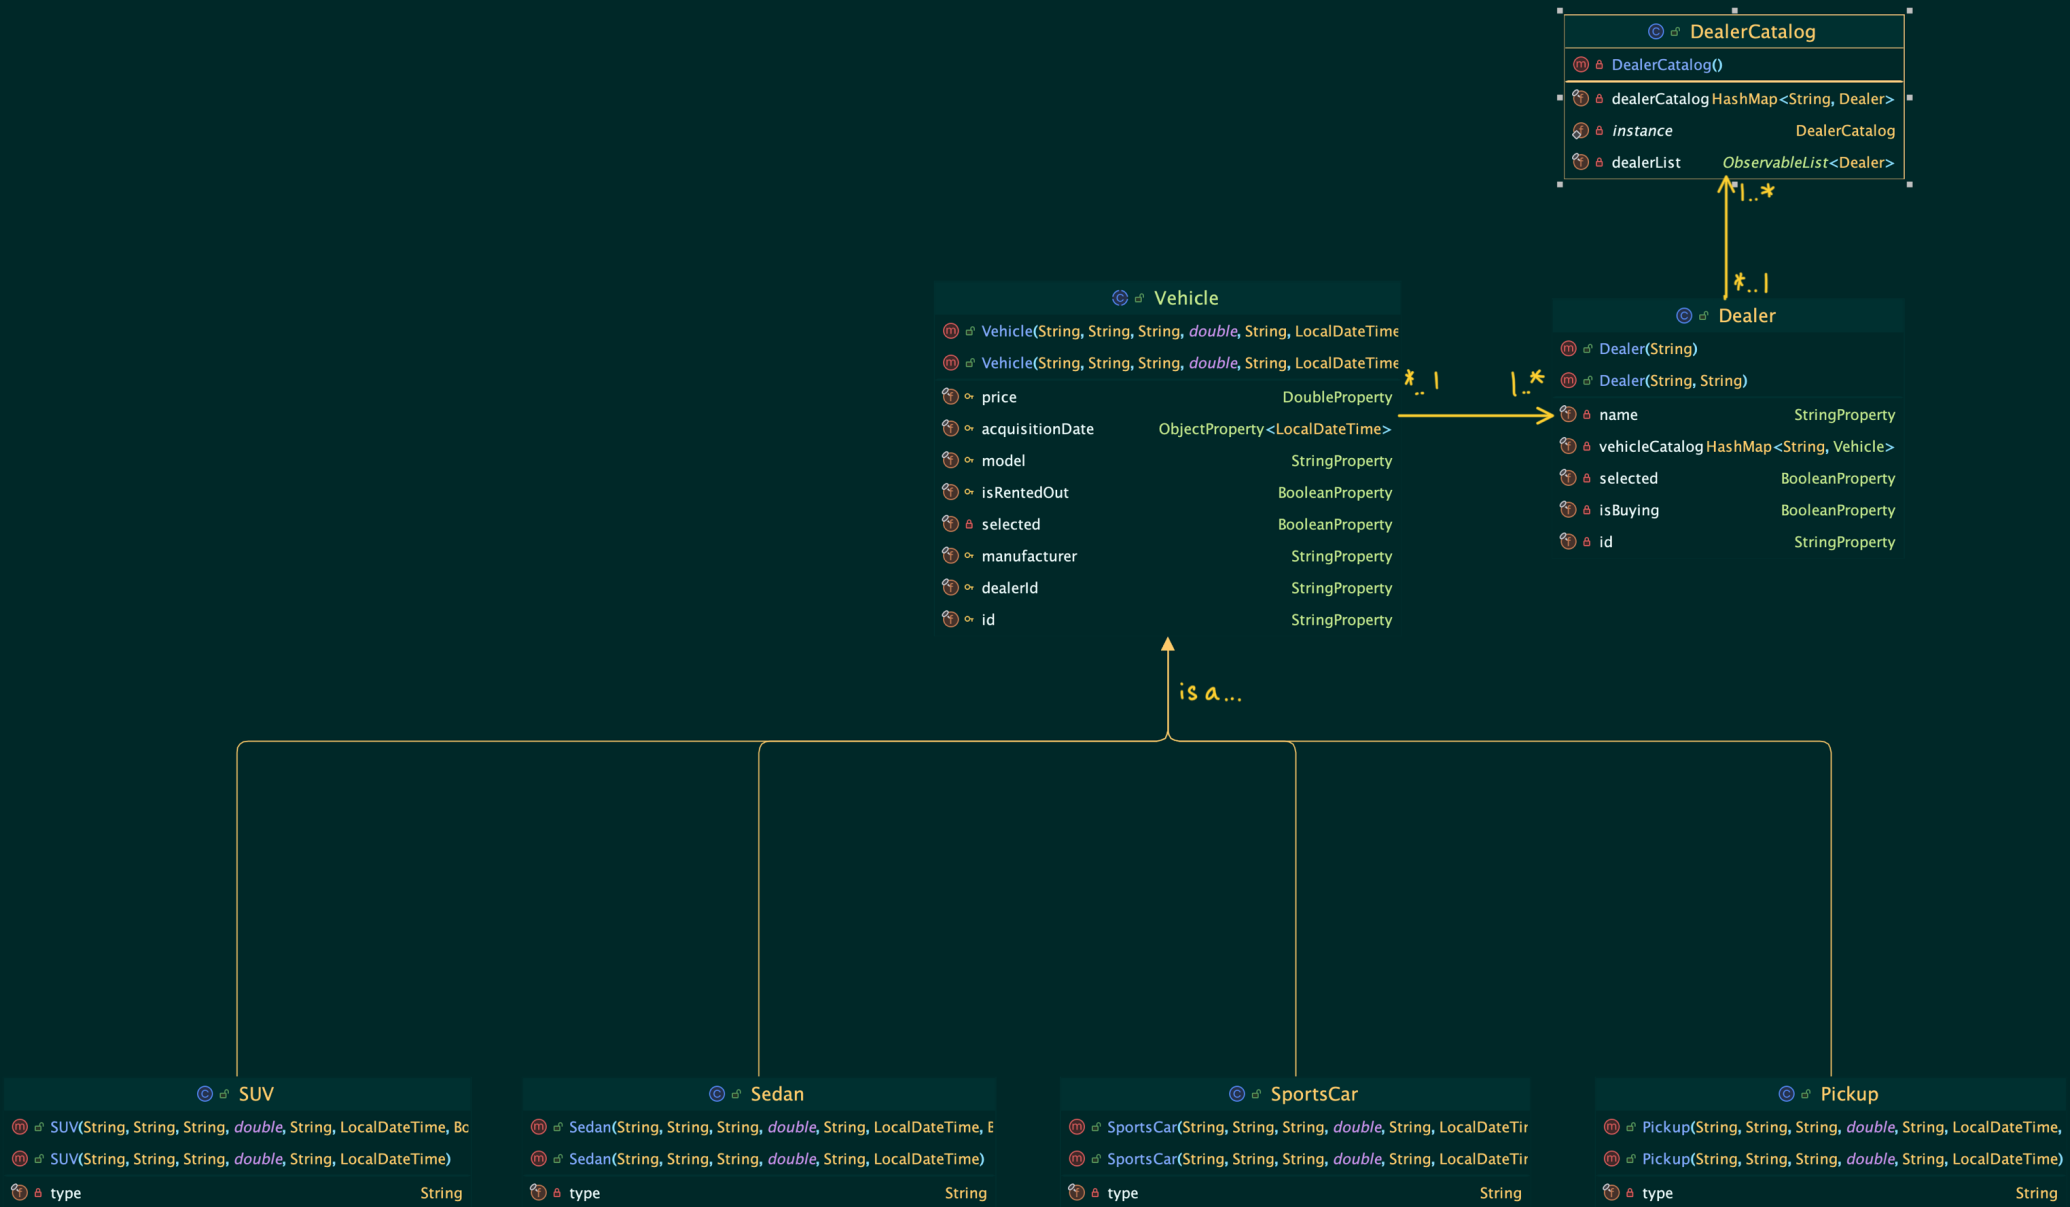 DealerCatalog
DealerCatalog()
dealerCatalog HashMap<String, Dealer>
instance DealerCatalog
dealerList ObservableList<Dealer>
1..*
*..1
Vehicle
Vehicle(String, String, String, double, String, LocalDateTime
Vehicle(String, String, String, double, String, LocalDateTime
price DoubleProperty
acquisitionDate ObjectProperty<LocalDateTime>
model StringProperty
isRentedOut BooleanProperty
selected BooleanProperty
manufacturer StringProperty
dealerId StringProperty
id StringProperty
*..1
1..*
Dealer
Dealer(String)
Dealer(String, String)
name StringProperty
vehicleCatalog HashMap<String, Vehicle>
selected BooleanProperty
isBuying BooleanProperty
id StringProperty
is a...
SUV
SUV(String, String, String, double, String, LocalDateTime, Bo
SUV(String, String, String, double, String, LocalDateTime)
type String
Sedan
Sedan(String, String, String, double, String, LocalDateTime, B
Sedan(String, String, String, double, String, LocalDateTime)
type String
SportsCar
SportsCar(String, String, String, double, String, LocalDateTir
SportsCar(String, String, String, double, String, LocalDateTir
type String
Pickup
Pickup(String, String, String, double, String, LocalDateTime,
Pickup(String, String, String, double, String, LocalDateTime)
type String